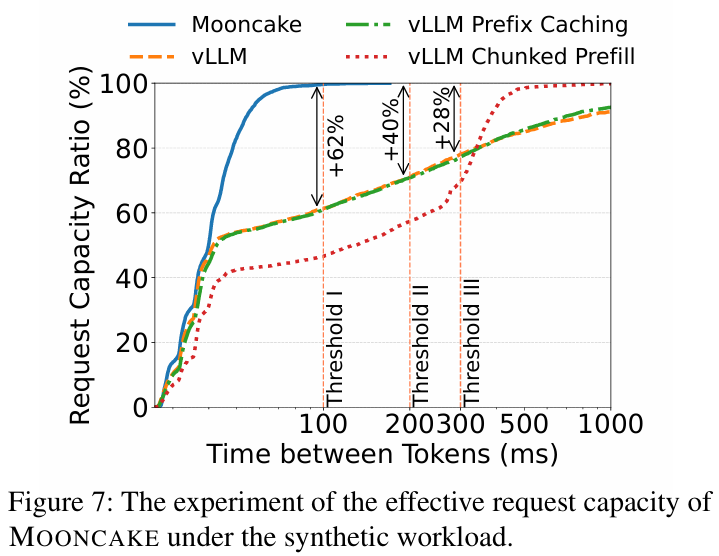 Mooncake
vLLM
vLLM Prefix Caching
vLLM Chunked Prefill
Request Capacity Ratio (%)
100
80
60
40
20
0
+62%
+40%
+28%
Threshold I
Threshold II
Threshold III
100
200
300
500
1000
Time between Tokens (ms)
Figure 7: The experiment of the effective request capacity of
MOONCAKE under the synthetic workload.